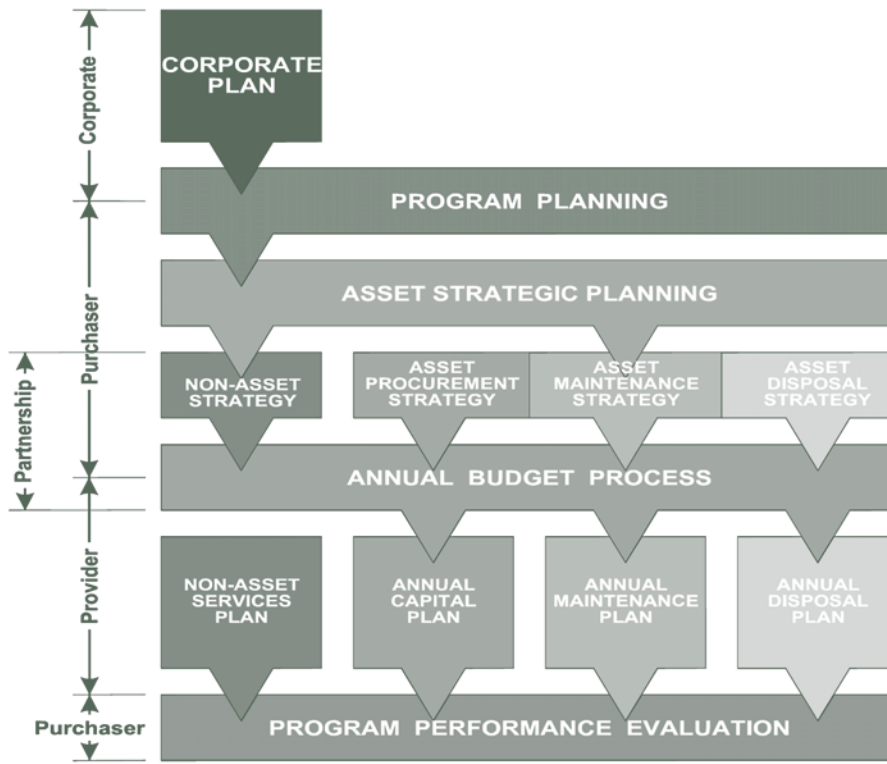 Corporate
CORPORATE
PLAN
PROGRAM PLANNING
Purchaser
ASSET STRATEGIC PLANNING
Partnership
NON-ASSET
STRATEGY
ASSET
PROCUREMENT
STRATEGY
ASSET
MAINTENANCE
STRATEGY
ASSET
DISPOSAL
STRATEGY
ANNUAL BUDGET PROCESS
Provider
NON-ASSET
SERVICES
PLAN
ANNUAL
CAPITAL
PLAN
ANNUAL
MAINTENANCE
PLAN
ANNUAL
DISPOSAL
PLAN
Purchaser
PROGRAM PERFORMANCE EVALUATION